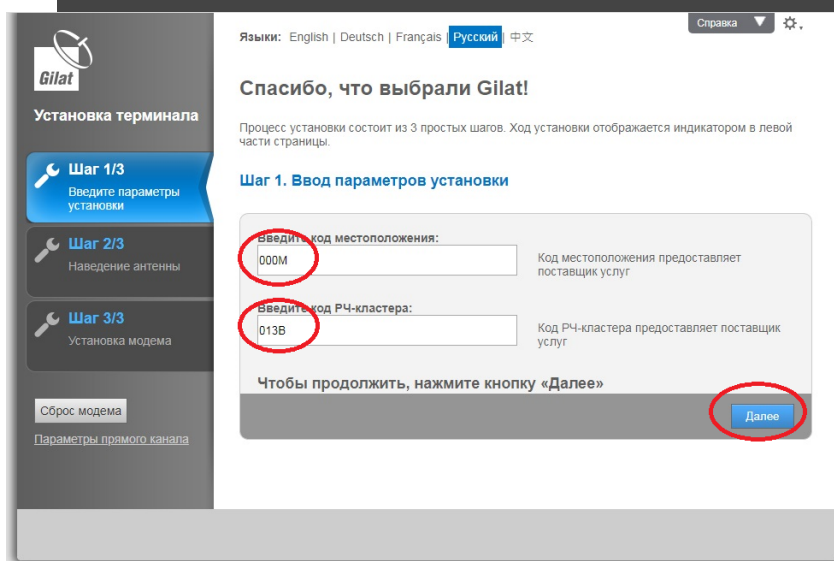 Справка
Языки: English | Deutsch | Français | Русский | 中文
Gilat
Установка терминала
Спасибо, что выбрали Gilat!
Процесс установки состоит из 3 простых шагов. Ход установки отображается индикатором в левой
части страницы.
Шаг 1/3
Введите параметры
установки
Шаг 2/3
Наведение антенны
Шаг 3/3
Установка модема
Сброс модема
Параметры прямого канала
Шаг 1. Ввод параметров установки
Введите код местоположения:
000M
Код местоположения предоставляет
поставщик услуг
Введите код РЧ-кластера:
013B
Код РЧ-кластера предоставляет поставщик
услуг
Чтобы продолжить, нажмите кнопку «Далее»
Далее